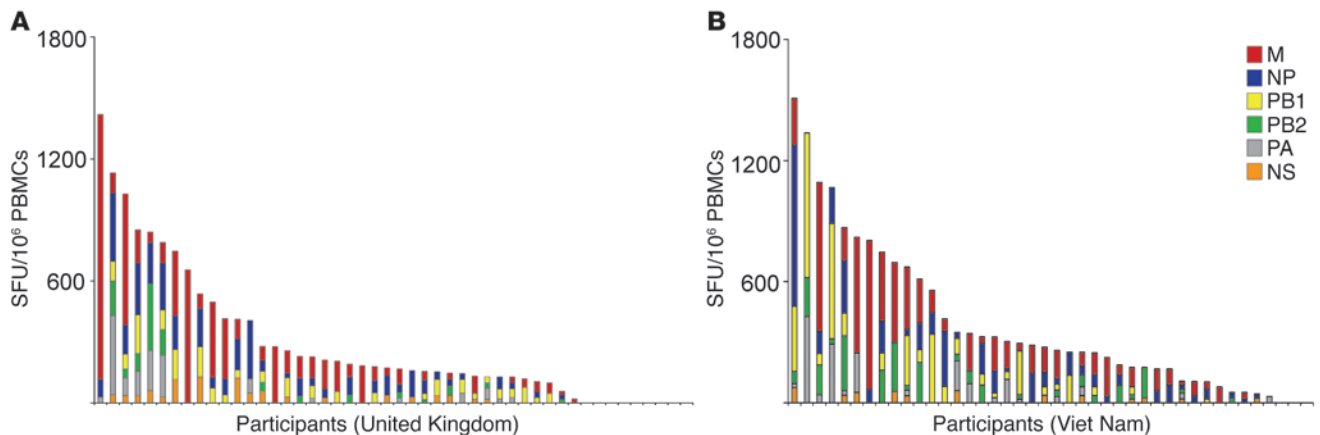 A
1800
1200
600
SFU/10⁶ PBMCs
Participants (United Kingdom)
B
1800
1200
600
SFU/10⁶ PBMCs
Participants (Viet Nam)
M
NP
PB1
PB2
PA
NS